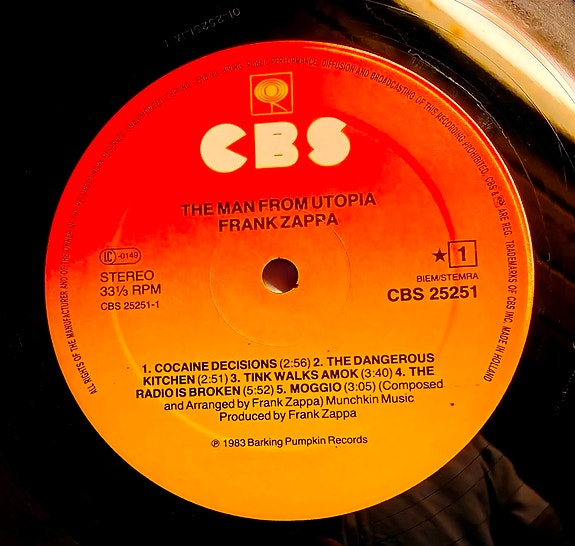 CBS
THE MAN FROM UTOPIA
FRANK ZAPPA
LC -0149
STEREO
33⅓ RPM
CBS 25251-1
★ 1
BIEM/STEMRA
CBS 25251
1. COCAINE DECISIONS (2:56) 2. THE DANGEROUS
KITCHEN (2:51) 3. TINK WALKS AMOK (3:40) 4. THE
RADIO IS BROKEN (5:52) 5. MOGGIO (3:05) (Composed
and Arranged by Frank Zappa) Munchkin Music
Produced by Frank Zappa
℗ 1983 Barking Pumpkin Records
ALL RIGHTS OF THE MANUFACTURER AND OF THE PERFORMANCE, DIFFUSION AND BROADCASTING OF THIS RECORDING PROHIBITED. CBS & ARE REG. TRADEMARKS OF CBS INC. MADE IN HOLLAND